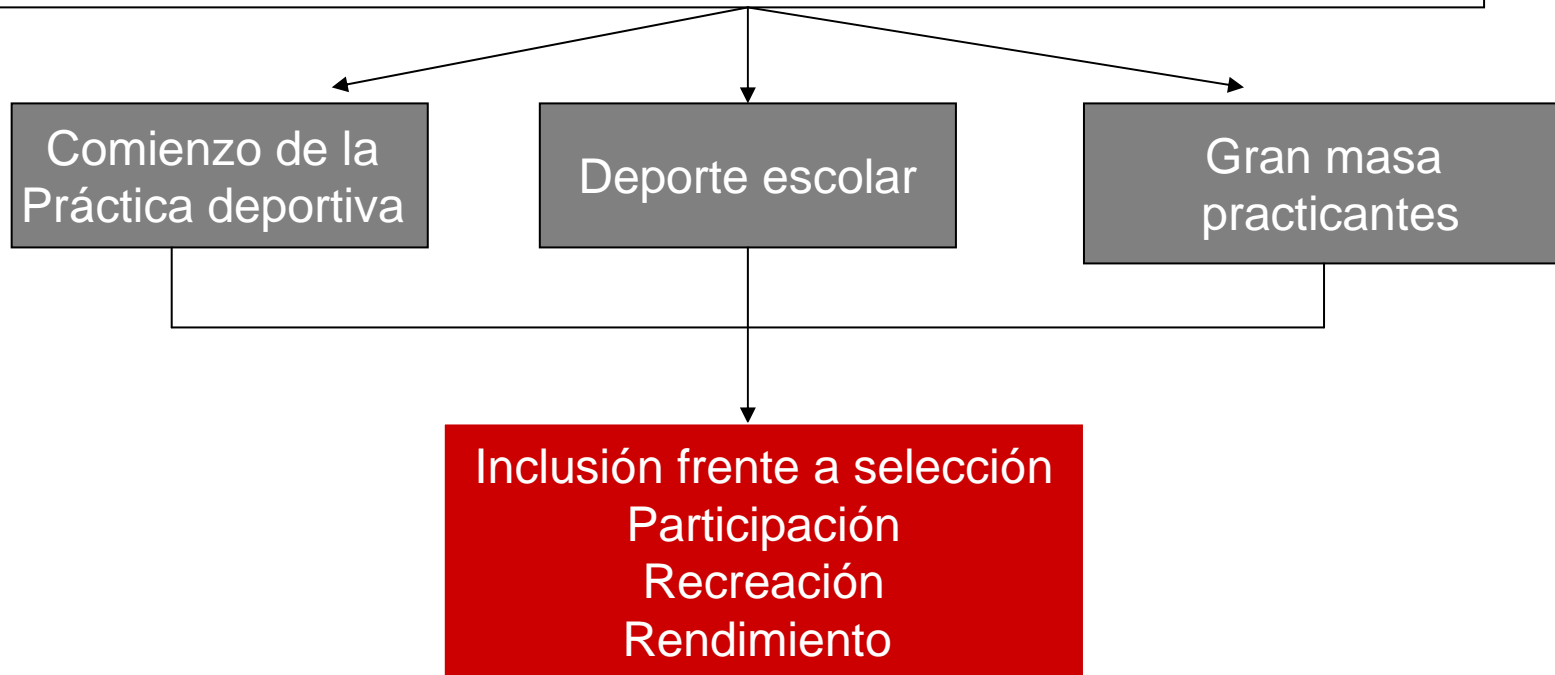 Comienzo de la
Práctica deportiva
Deporte escolar
Gran masa
practicantes
Inclusión frente a selección
Participación
Recreación
Rendimiento